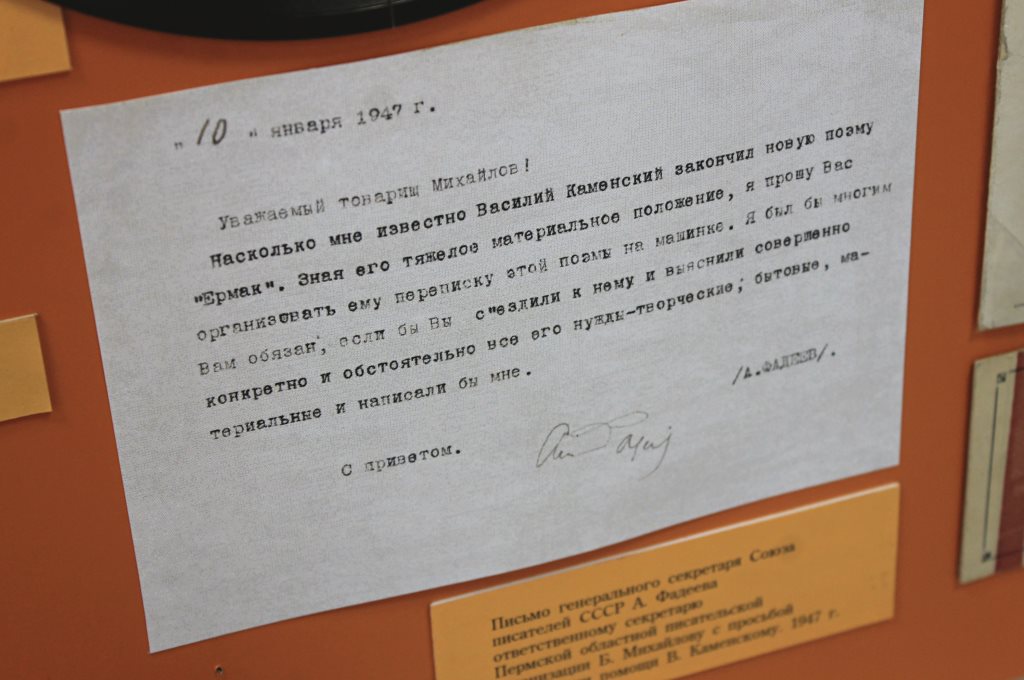 „ 10 " января 1947 г.
Уважаемый товарищ Михайлов!
Насколько мне известно Василий Каменский закончил новую поэму
"Ермак". Зная его тяжелое материальное положение, я прошу Вас
организовать ему переписку этой поэмы на машинке. Я был бы многим
Вам обязан, если бы Вы с"ездили к нему и выяснили совершенно
конкретно и обстоятельно все его нужды-творческие, бытовые, ма-
териальные и написали бы мне.
/А.ФАДЕЕВ/.
С приветом.
Письмо генерального секретаря Союза
писателей СССР А. Фадеева
ответственному секретарю
Пермской областной писательской
организации Б. Михайлову с просьбой
помощи В. Каменскому. 1947 г.